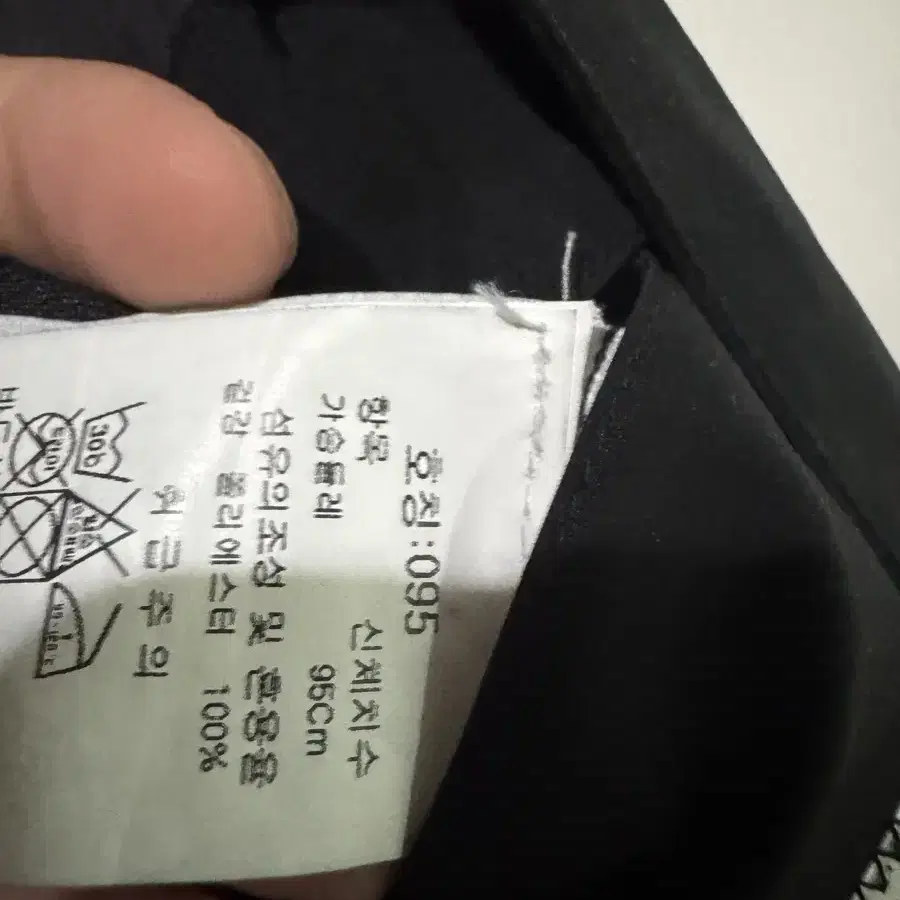 호칭:095
항목 신체치수
가슴둘레 95Cm
섬유의조성 및 혼용율
겉감 폴리에스터 100%
취급주의